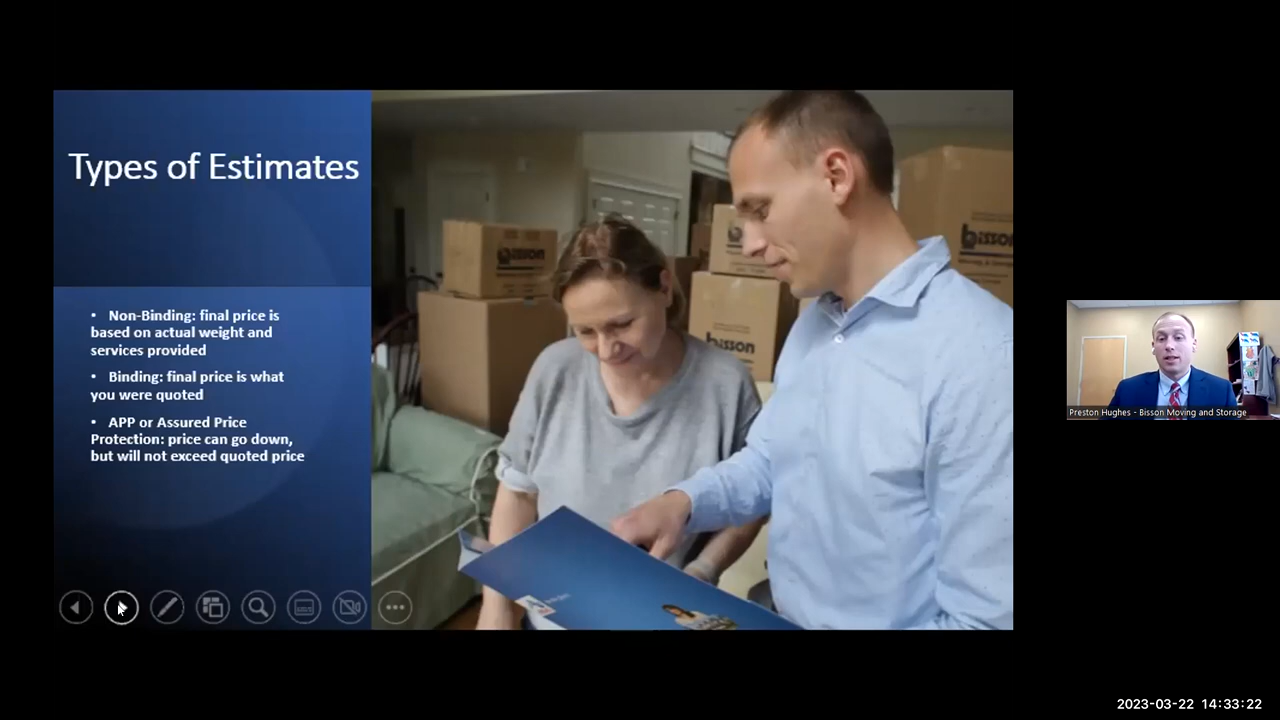 Types of Estimates
• Non-Binding: final price is
based on actual weight and
services provided
• Binding: final price is what
you were quoted
• APP or Assured Price
Protection: price can go down,
but will not exceed quoted price
bisson
bisson
bisson
Preston Hughes - Bisson Moving and Storage
2023-03-22 14:33:22